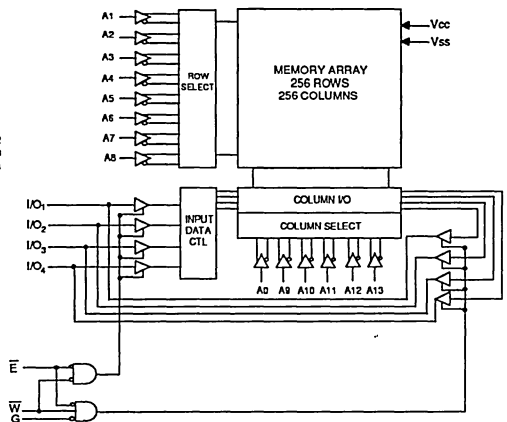 A1
A2
A3
A4
A5
A6
A7
A8
ROW
SELECT
MEMORY ARRAY
256 ROWS
256 COLUMNS
Vcc
Vss
I/O1
I/O2
I/O3
I/O4
INPUT
DATA
CTL
COLUMN I/O
COLUMN SELECT
A0 A9 A10 A11 A12 A13
E
W
G